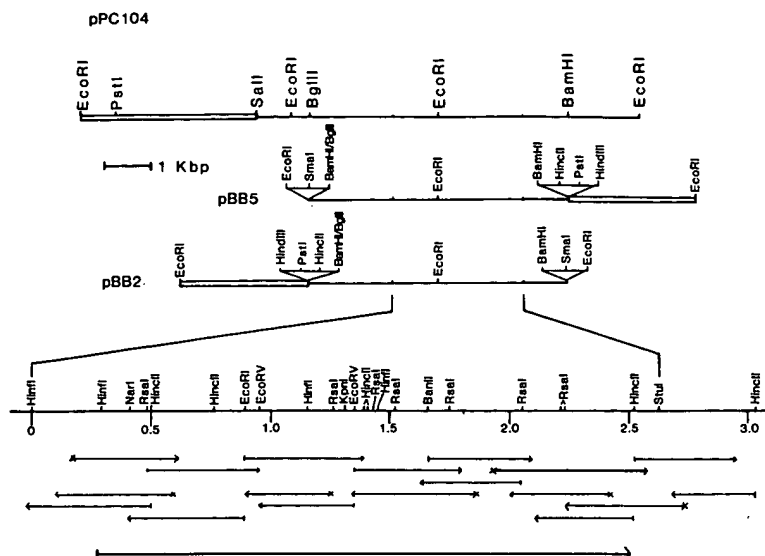 pPC104
EcoRI PstI SalI EcoRI BglII EcoRI BamHI EcoRI
1 Kbp
EcoRI SmaI BamHI/BglII EcoRI BamHI HincII PstI HindIII EcoRI
pBB5
EcoRI HindIII PstI HincII BamHI/BglII EcoRI BamHI SmaI EcoRI
pBB2
HinfI HinfI NarI RsaI HincII HincII EcoRI EcoRV HinfI RsaI KpnI EcoRV >HincII >RsaI HinfI RsaI BanII RsaI RsaI >RsaI HincII StuI HincII
0 0.5 1.0 1.5 2.0 2.5 3.0